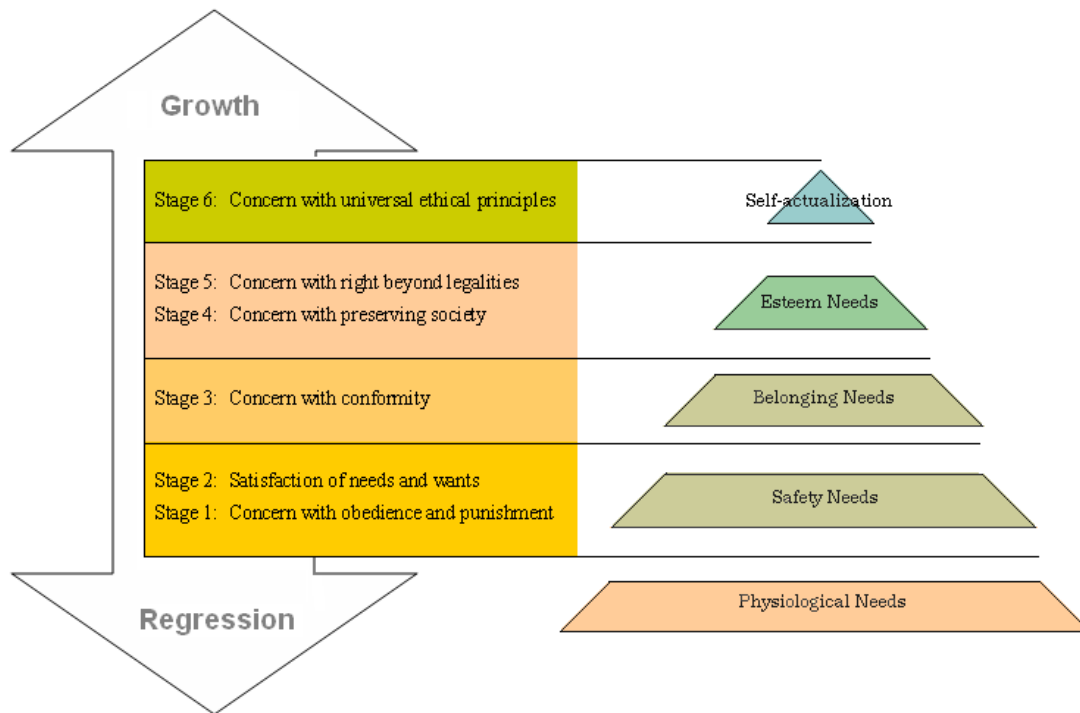 Growth
Stage 6: Concern with universal ethical principles
Self-actualization
Stage 5: Concern with right beyond legalities
Stage 4: Concern with preserving society
Esteem Needs
Stage 3: Concern with conformity
Belonging Needs
Stage 2: Satisfaction of needs and wants
Stage 1: Concern with obedience and punishment
Safety Needs
Physiological Needs
Regression